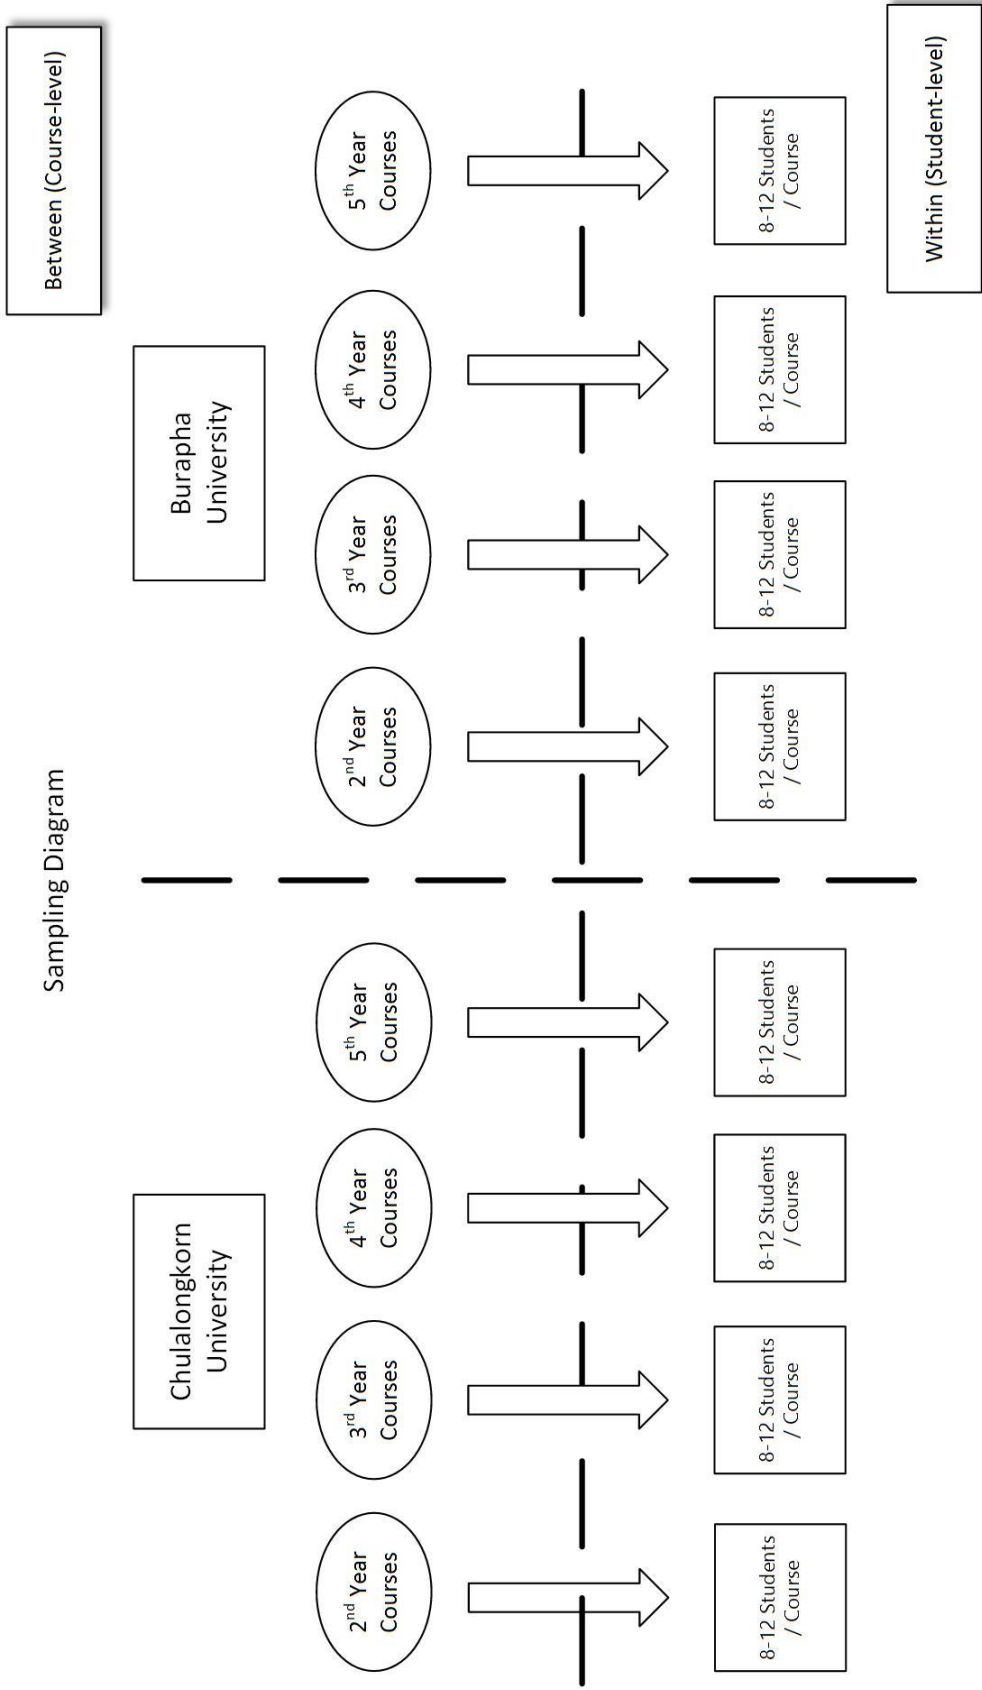 Sampling Diagram
Between (Course-level)
Chulalongkorn
University
Burapha
University
2nd Year
Courses
3rd Year
Courses
4th Year
Courses
5th Year
Courses
2nd Year
Courses
3rd Year
Courses
4th Year
Courses
5th Year
Courses
8-12 Students
/ Course
8-12 Students
/ Course
8-12 Students
/ Course
8-12 Students
/ Course
8-12 Students
/ Course
8-12 Students
/ Course
8-12 Students
/ Course
8-12 Students
/ Course
Within (Student-level)